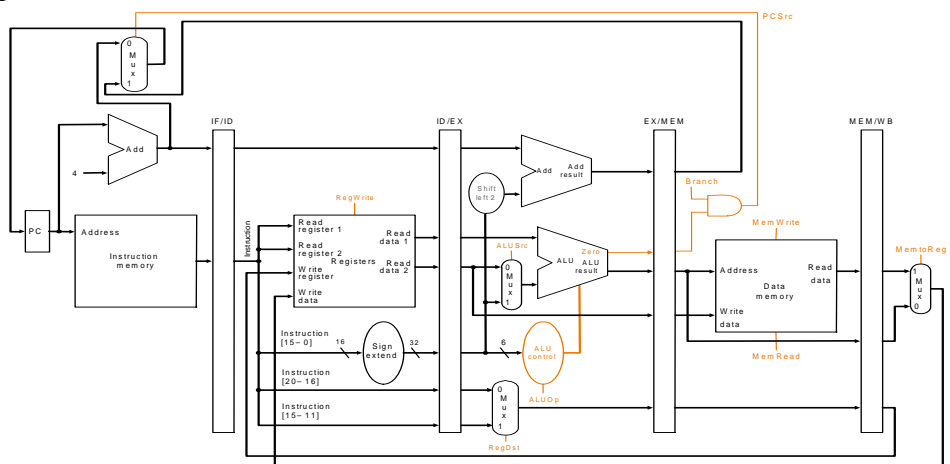 PCSrc
0
M
u
x
1
IF/ID
ID/EX
EX/MEM
MEM/WB
Add
4
Add
Add
result
Shift
left 2
Branch
RegWrite
MemWrite
PC
Address
Instruction
memory
Instruction
Read
register 1
Read
register 2
Registers
Write
register
Write
data
Read
data 1
Read
data 2
ALUSrc
0
M
u
x
1
Zero
ALU
ALU
result
Address
Read
data
Data
memory
Write
data
MemtoReg
1
M
u
x
0
MemRead
Instruction
[15–0]
16
Sign
extend
32
6
ALU
control
ALUOp
Instruction
[20–16]
Instruction
[15–11]
0
M
u
x
1
RegDst